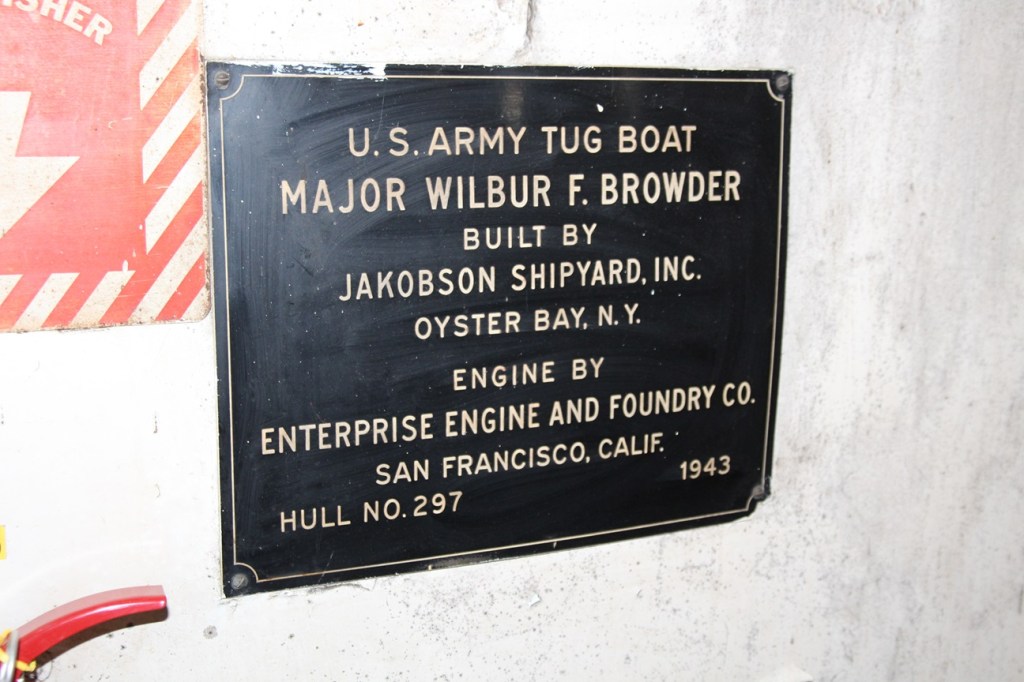 U.S. ARMY TUG BOAT
MAJOR WILBUR F. BROWDER
BUILT BY
JAKOBSON SHIPYARD, INC.
OYSTER BAY, N.Y.
ENGINE BY
ENTERPRISE ENGINE AND FOUNDRY CO.
SAN FRANCISCO, CALIF.
HULL NO. 297
1943